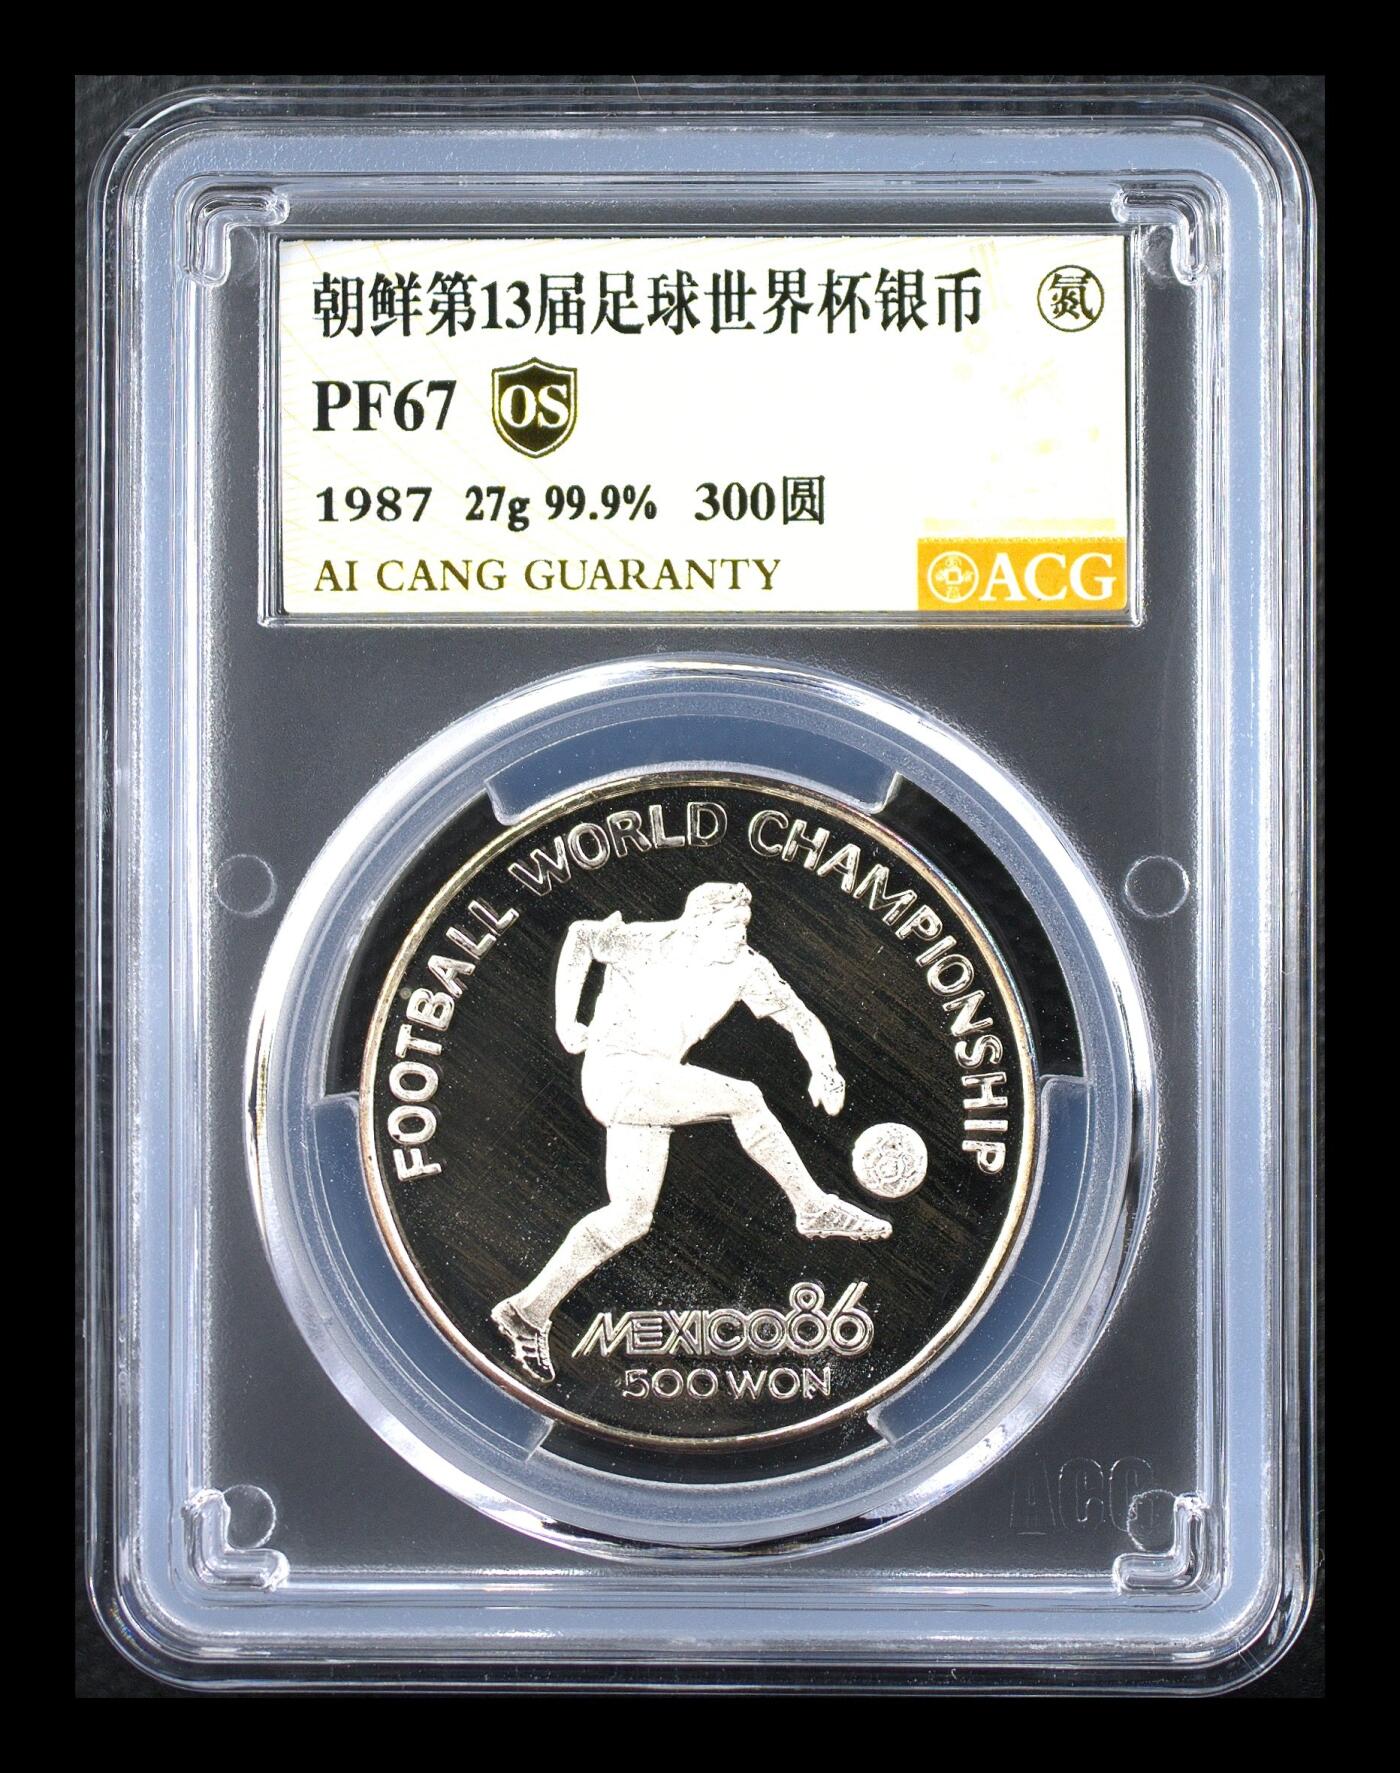 朝鲜第13届足球世界杯银币 氮
PF67 OS
1987 27g 99.9% 300圆
AI CANG GUARANTY
ACG
FOOTBALL WORLD CHAMPIONSHIP
MEXICO86
500 WON
ACG